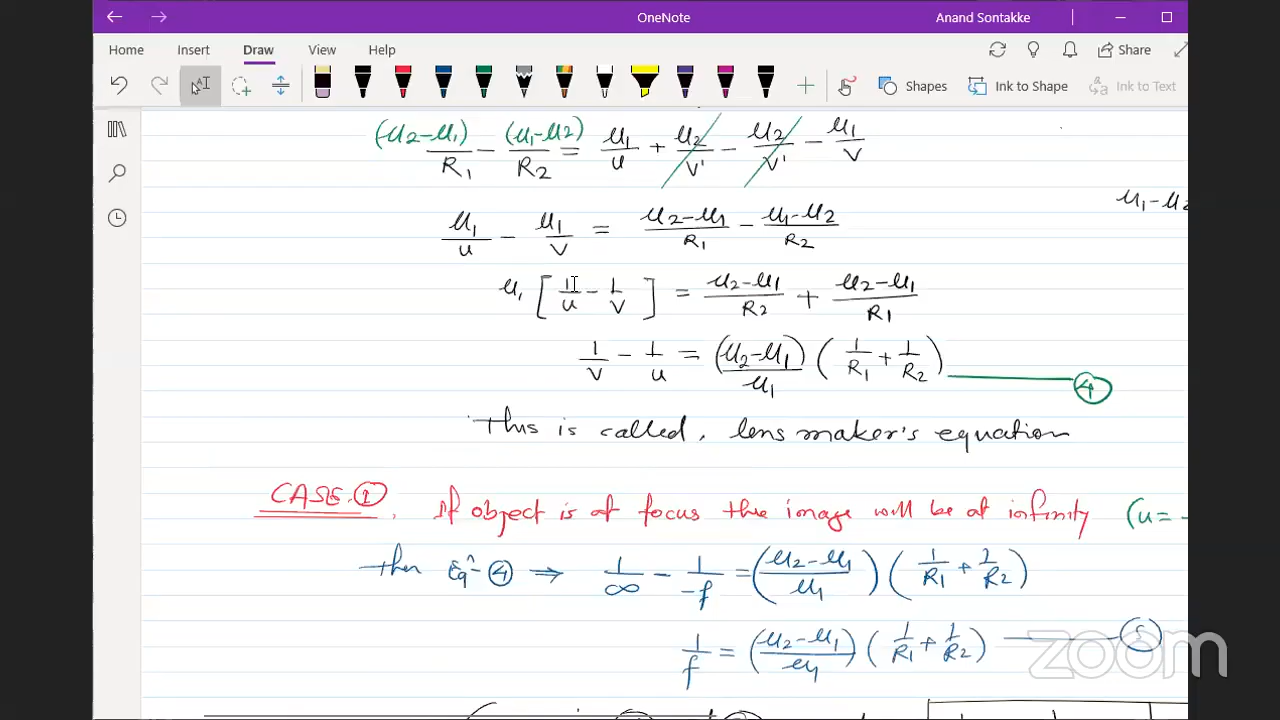 OneNote
Anand Sontakke
Home Insert Draw View Help Share
Shapes Ink to Shape Ink to Text
(μ2-μ1)/R1 - (μ1-μ2)/R2 = μ1/u + μ2/v' - μ2/v' - μ1/v
μ1-μ2
μ1/u - μ1/v = μ2-μ1/R1 - μ1-μ2/R2
μ1 [1/u - 1/v] = μ2-μ1/R2 + μ2-μ1/R1
1/v - 1/u = (μ2-μ1)/μ1 (1/R1 + 1/R2) ④
This is called, lens maker's equation
CASE-①. If object is at focus the image will be at infinity (u= -
then Eqn-④ ⇒ 1/∞ - 1/-f = (μ2-μ1/μ1) (1/R1 + 1/R2)
1/f = (μ2-μ1/μ1) (1/R1 + 1/R2) ⑤
zoom